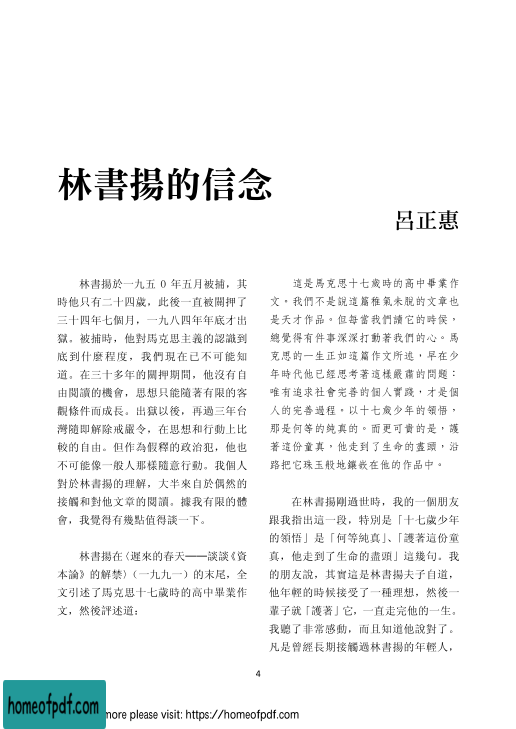 林書揚的信念
呂正惠
林書揚於一九五０年五月被捕，其
時他只有二十四歲，此後一直被關押了
三十四年七個月，一九八四年年底才出
獄。被捕時，他對馬克思主義的認識到
底到什麼程度，我們現在已不可能知
道。在三十多年的關押期間，他沒有自
由閱讀的機會，思想只能隨著有限的客
觀條件而成長。出獄以後，再過三年台
灣隨即解除戒嚴令，在思想和行動上比
較的自由。但作為假釋的政治犯，他也
不可能像一般人那樣隨意行動。我個人
對於林書揚的理解，大半來自於偶然的
接觸和對他文章的閱讀。據我有限的體
會，我覺得有幾點值得談一下。
林書揚在〈遲來的春天──談談《資
本論》的解禁〉（一九九一）的末尾，全
文引述了馬克思十七歲時的高中畢業作
文，然後評述道：
這是馬克思十七歲時的高中畢業作
文。我們不是說這篇稚氣未脫的文章也
是天才作品。但每當我們讀它的時侯，
總覺得有件事深深打動著我們的心。馬
克思的一生正如這篇作文所述，早在少
年時代他已經思考著這樣嚴肅的問題：
唯有追求社會完善的個人實踐，才是個
人的完善過程。以十七歲少年的領悟，
那是何等的純真的。而更可貴的是，護
著這份童真，他走到了生命的盡頭，沿
路把它珠玉般地鑲嵌在他的作品中。
在林書揚剛過世時，我的一個朋友
跟我指出這一段，特別是「十七歲少年
的領悟」是「何等純真」、「護著這份童
真，他走到了生命的盡頭」這幾句。我
的朋友說，其實這是林書揚夫子自道，
他年輕的時候接受了一種理想，然後一
輩子就「護著」它，一直走完他的一生。
我聽了非常感動，而且知道他說對了。
凡是曾經長期接觸過林書揚的年輕人，
4
homeofpdf.com
more please visit: https://homeofpdf.com